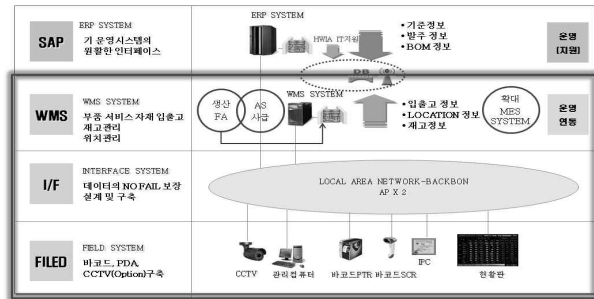 SAP
ERP SYSTEM
기 운영시스템의
원활한 인터페이스
ERP SYSTEM
HWIA IT지원
• 기준정보
• 발주 정보
• BOM 정보
운영
(지원)
DB
WMS
WMS SYSTEM
부품 서비스 자재 입출고
재고관리
위치관리
생산
FA
AS
사급
WMS SYSTEM
• 입출고 정보
• LOCATION 정보
• 재고정보
확대
MES
SYSTEM
운영
연동
I/F
INTERFACE SYSTEM
데이터의 NO FAIL 보장
설계 및 구축
LOCAL AREA NETWORK-BACKBON
AP X 2
FILED
FIELD SYSTEM
바코드, PDA,
CCTV(Option)구축
CCTV
관리컴퓨터
바코드PTR
바코드SCR
IPC
현황판